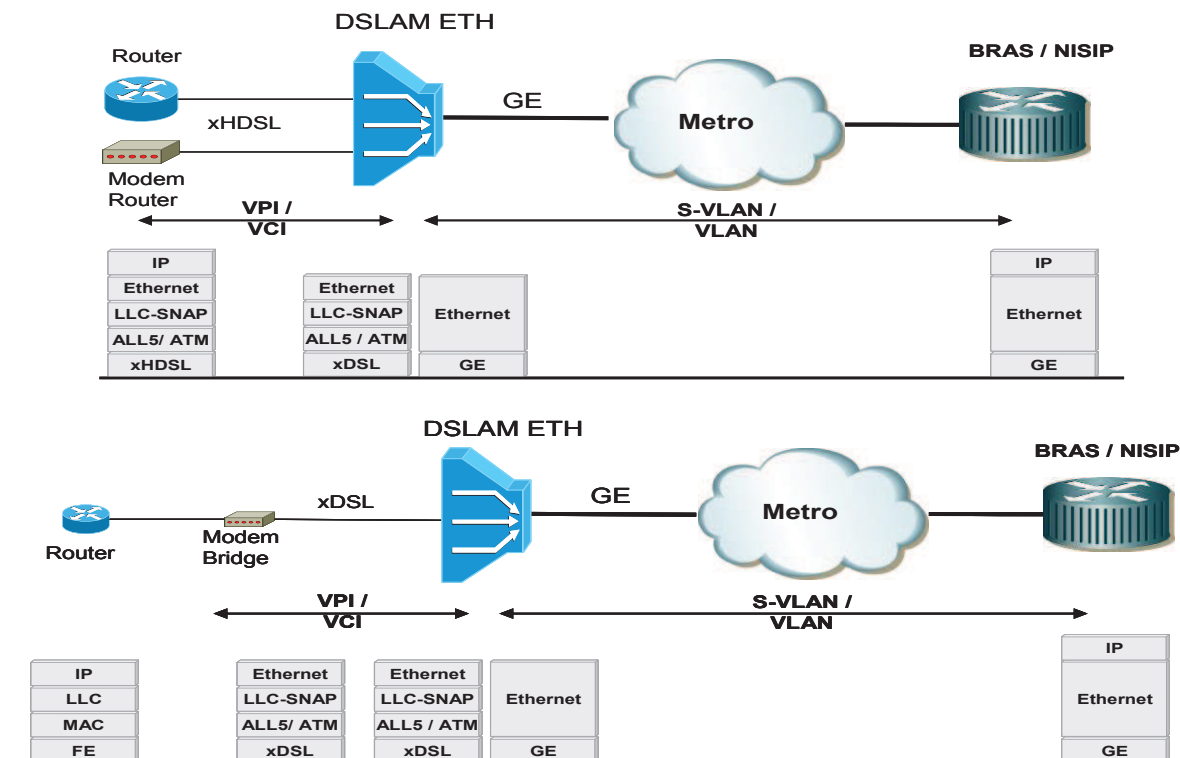 DSLAM ETH
Router
BRAS / NISIP
GE
xHDSL
Metro
Modem
Router
VPI /
VCI
S-VLAN /
VLAN
IP
Ethernet
LLC-SNAP
ALL5/ ATM
xHDSL
Ethernet
LLC-SNAP
ALL5 / ATM
xDSL
Ethernet
GE
IP
Ethernet
GE
DSLAM ETH
BRAS / NISIP
xDSL
GE
Metro
Router
Modem
Bridge
VPI /
VCI
S-VLAN /
VLAN
IP
LLC
MAC
FE
Ethernet
LLC-SNAP
ALL5/ ATM
xDSL
Ethernet
LLC-SNAP
ALL5 / ATM
xDSL
Ethernet
GE
IP
Ethernet
GE